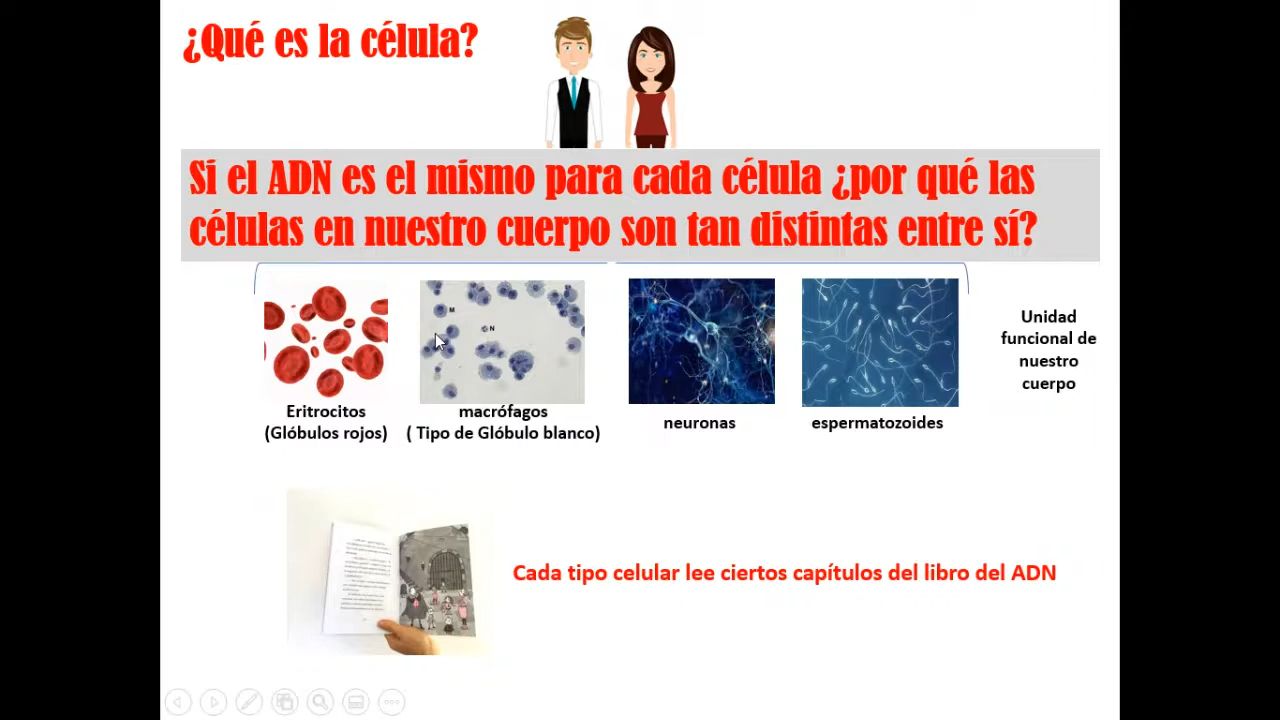 ¿Qué es la célula?
Si el ADN es el mismo para cada célula ¿por qué las
células en nuestro cuerpo son tan distintas entre sí?
M
N
Eritrocitos
(Glóbulos rojos)
macrófagos
( Tipo de Glóbulo blanco)
neuronas
espermatozoides
Unidad
funcional de
nuestro
cuerpo
Cada tipo celular lee ciertos capítulos del libro del ADN